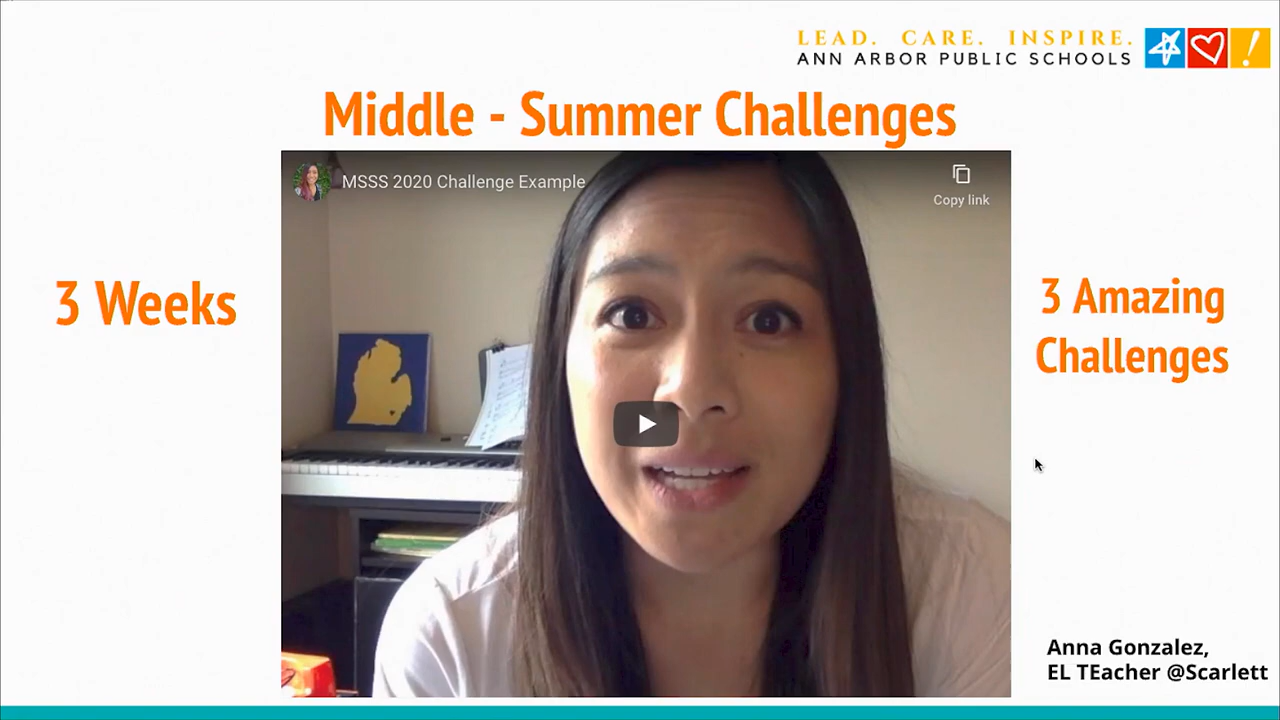 LEAD. CARE. INSPIRE.
ANN ARBOR PUBLIC SCHOOLS
Middle - Summer Challenges
MSSS 2020 Challenge Example
Copy link
3 Weeks
3 Amazing
Challenges
Anna Gonzalez,
EL TEacher @Scarlett